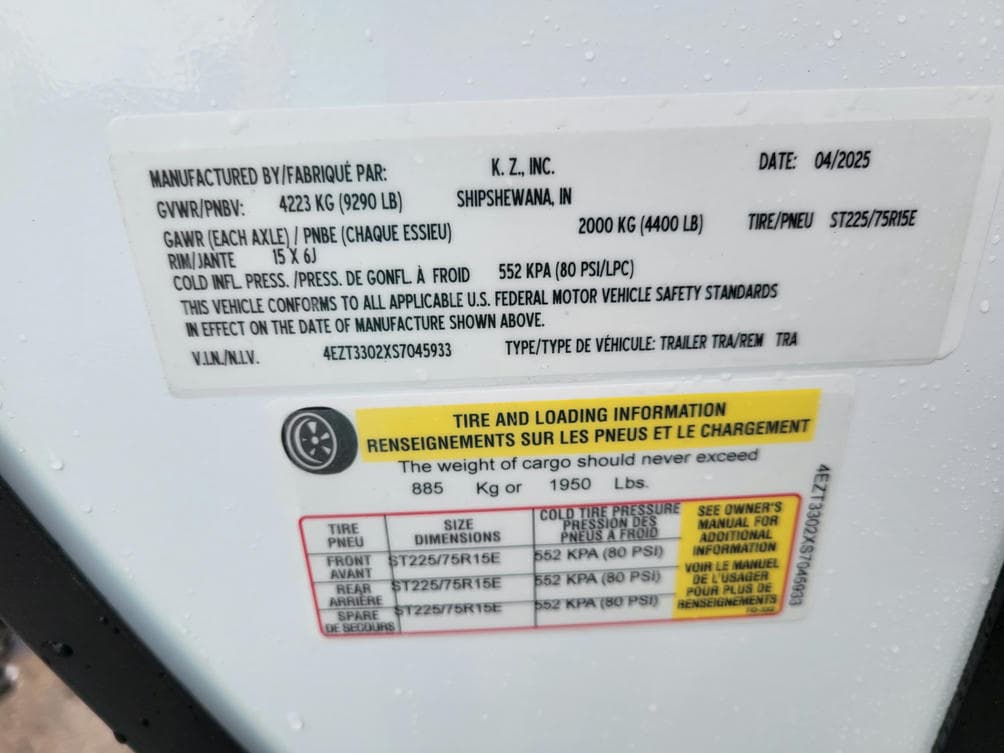 MANUFACTURED BY/FABRIQUÉ PAR: K. Z., INC. DATE: 04/2025
GVWR/PNBV: 4223 KG (9290 LB) SHIPSHEWANA, IN
GAWR (EACH AXLE) / PNBE (CHAQUE ESSIEU) 2000 KG (4400 LB) TIRE/PNEU ST225/75R15E
RIM/JANTE 15 X 6J
COLD INFL. PRESS. /PRESS. DE GONFL. À FROID 552 KPA (80 PSI/LPC)
THIS VEHICLE CONFORMS TO ALL APPLICABLE U.S. FEDERAL MOTOR VEHICLE SAFETY STANDARDS
IN EFFECT ON THE DATE OF MANUFACTURE SHOWN ABOVE.
V.I.N./N.I.V. 4EZT3302XS7045933 TYPE/TYPE DE VÉHICULE: TRAILER TRA/REM TRA
TIRE AND LOADING INFORMATION
RENSEIGNEMENTS SUR LES PNEUS ET LE CHARGEMENT
The weight of cargo should never exceed
885 Kg or 1950 Lbs.
TIRE
PNEU
SIZE
DIMENSIONS
COLD TIRE PRESSURE
PRESSION DES
PNEUS A FROID
FRONT
AVANT
ST225/75R15E
552 KPA (80 PSI)
REAR
ARRIÈRE
ST225/75R15E
552 KPA (80 PSI)
SPARE
DE SECOURS
ST225/75R15E
552 KPA (80 PSI)
SEE OWNER'S
MANUAL FOR
ADDITIONAL
INFORMATION
VOIR LE MANUEL
DE L'USAGER
POUR PLUS DE
RENSEIGNEMENTS
4EZT3302XS7045933